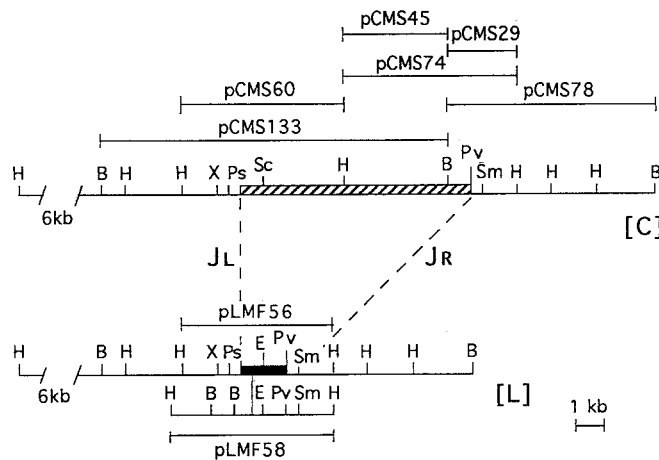 pCMS45
pCMS29
pCMS74
pCMS60 pCMS78
pCMS133
H B H H X Ps Sc H B Pv Sm H H H B
6kb
[C]
JL JR
pLMF56
H B H H X Ps E Pv Sm H H H B
6kb
[L]
H B B E Pv Sm H
1 kb
pLMF58